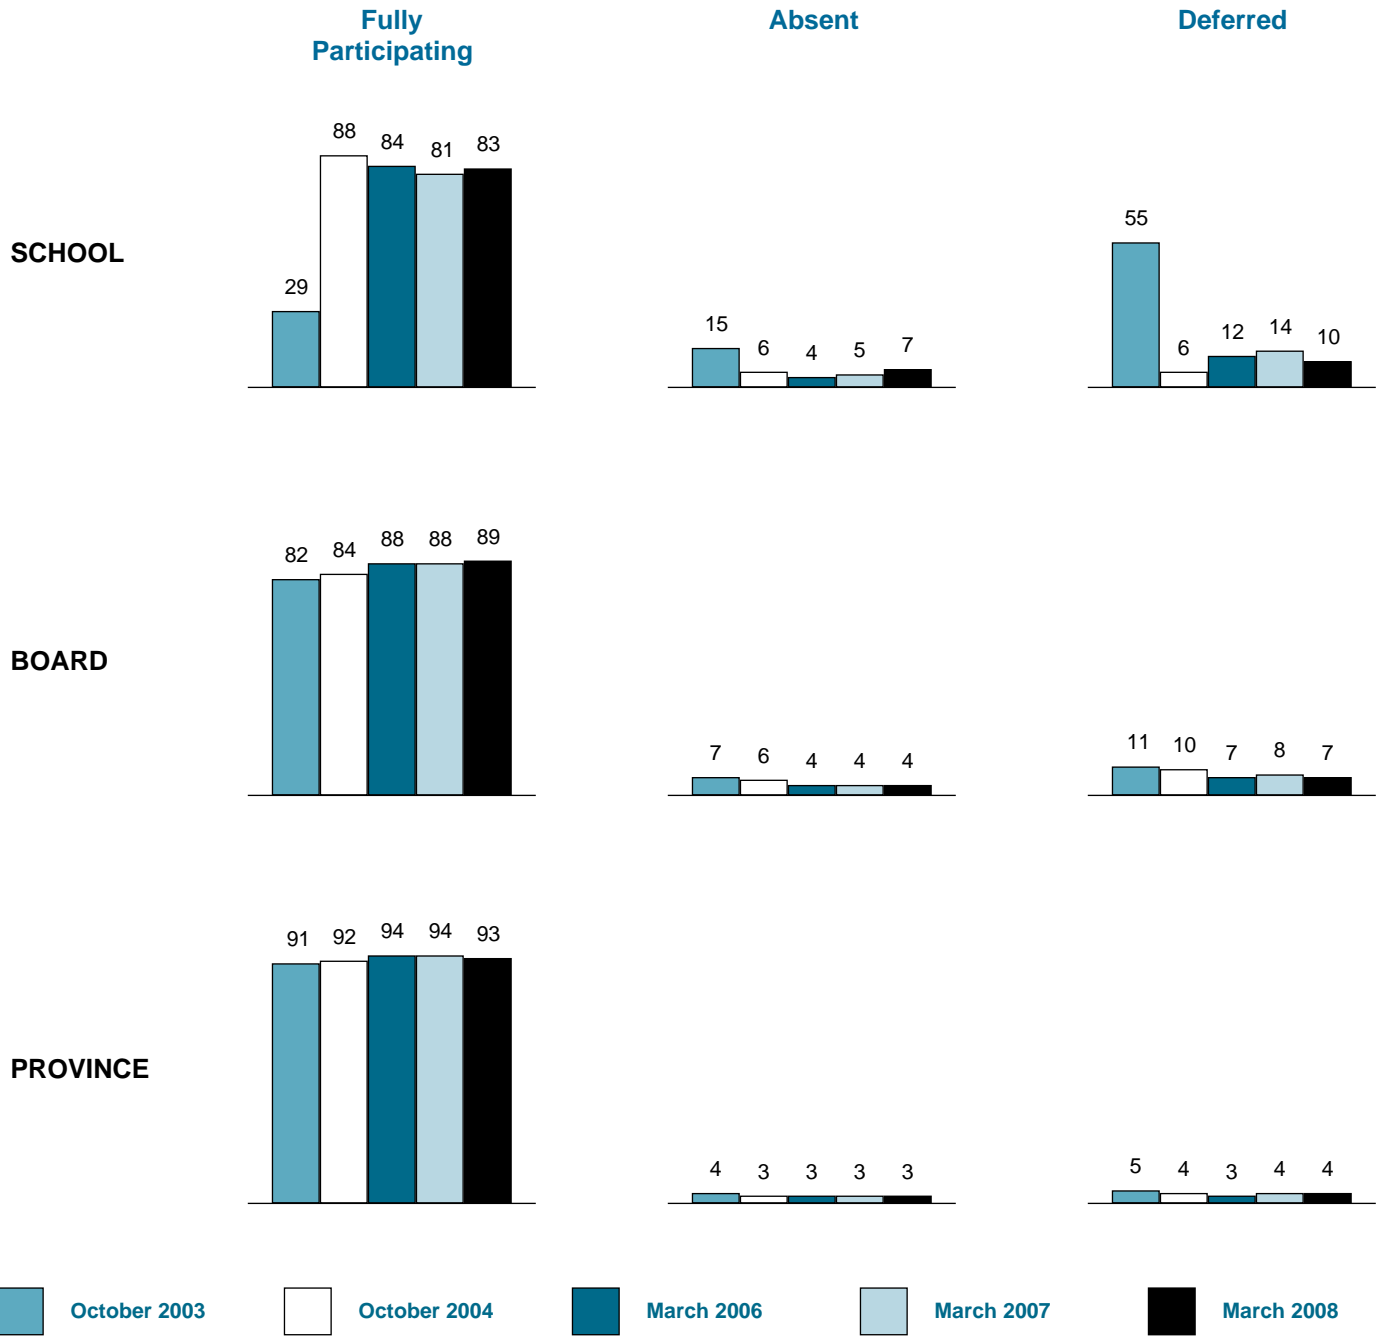 Fully
Participating
Absent
Deferred
SCHOOL
29 88 84 81 83
15 6 4 5 7
55 6 12 14 10
BOARD
82 84 88 88 89
7 6 4 4 4
11 10 7 8 7
PROVINCE
91 92 94 94 93
4 3 3 3 3
5 4 3 4 4
October 2003 October 2004 March 2006 March 2007 March 2008